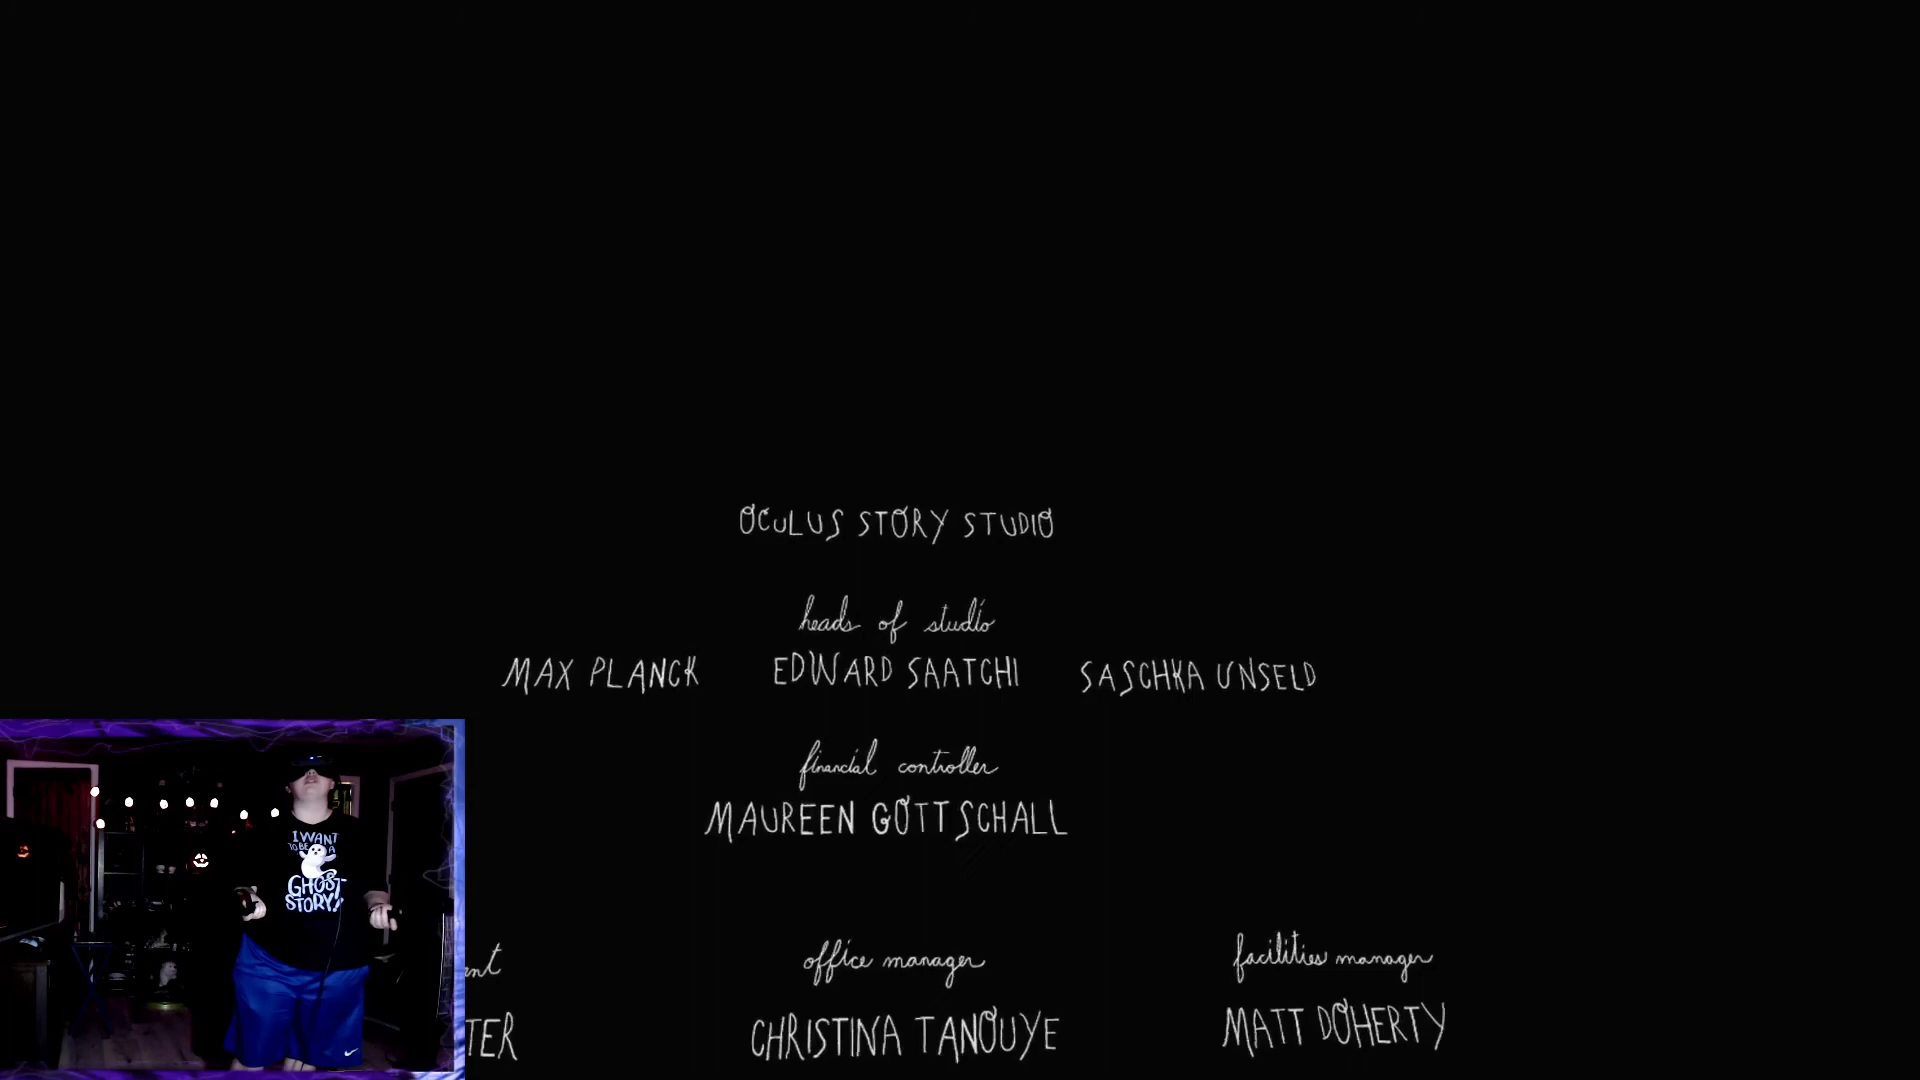 OCULUS STORY STUDIO
heads of studio
MAX PLANCK EDWARD SAATCHI SASCHKA UNSELD
financial controller
MAUREEN GOTTSCHALL
office manager facilities manager
CHRISTINA TANOUYE MATT DOHERTY
I WANT
TO BE A
GHOST
STORY!